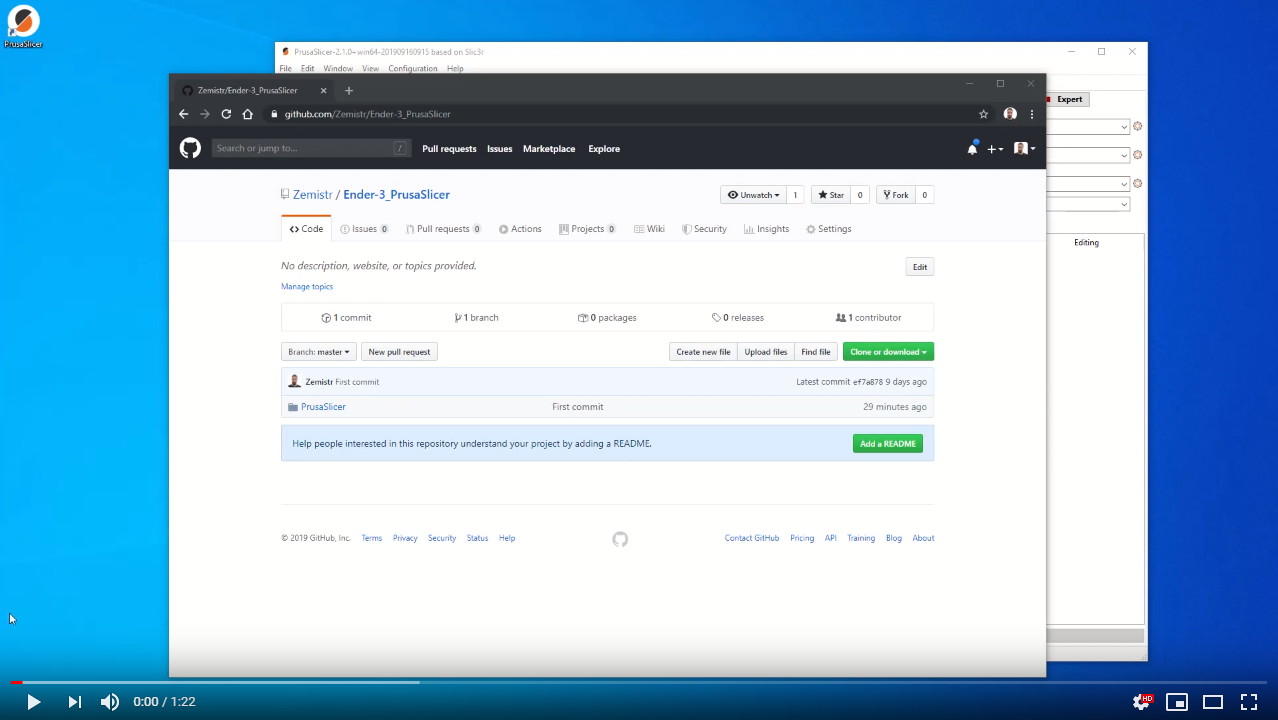 PrusaSlicer
PrusaSlicer-2.1.0+win64-201909160915 based on Slic3r
File Edit Window View Configuration Help
Zemistr/Ender-3_PrusaSlicer
Expert
github.com/Zemistr/Ender-3_PrusaSlicer
Search or jump to... /
Pull requests Issues Marketplace Explore
Zemistr / Ender-3_PrusaSlicer
Unwatch 1 Star 0 Fork 0
Code Issues 0 Pull requests 0 Actions Projects 0 Wiki Security Insights Settings
Editing
No description, website, or topics provided.
Edit
Manage topics
1 commit 1 branch 0 packages 0 releases 1 contributor
Branch: master New pull request Create new file Upload files Find file Clone or download
Zemistr First commit Latest commit ef7a878 9 days ago
PrusaSlicer First commit 29 minutes ago
Help people interested in this repository understand your project by adding a README.
Add a README
© 2019 GitHub, Inc. Terms Privacy Security Status Help Contact GitHub Pricing API Training Blog About
0:00 / 1:22
HD